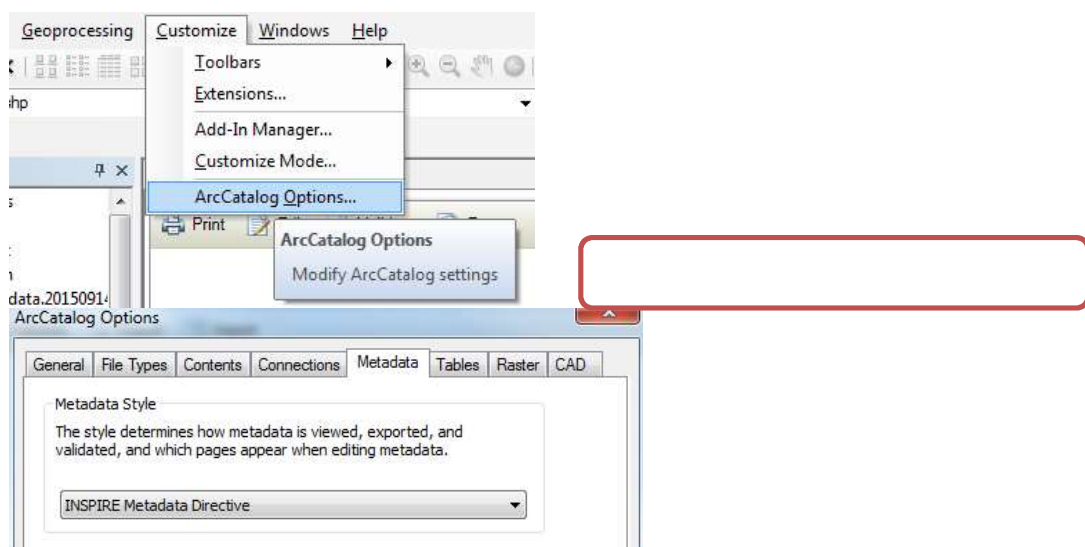 Geoprocessing Customize Windows Help
Toolbars
hp
Extensions...
Add-In Manager...
Customize Mode...
ArcCatalog Options...
Print
ArcCatalog Options
Modify ArcCatalog settings
data.20150914
ArcCatalog Options
General File Types Contents Connections Metadata Tables Raster CAD
Metadata Style
The style determines how metadata is viewed, exported, and
validated, and which pages appear when editing metadata.
INSPIRE Metadata Directive